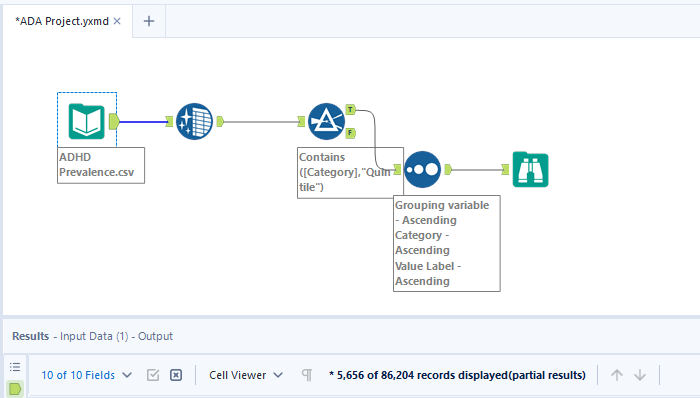 *ADA Project.yxmd
ADHD
Prevalence.csv
T
F
Contains
([Category],"Quin
tile")
Grouping variable
- Ascending
Category -
Ascending
Value Label -
Ascending
Results - Input Data (1) - Output
10 of 10 Fields
Cell Viewer
* 5,656 of 86,204 records displayed(partial results)